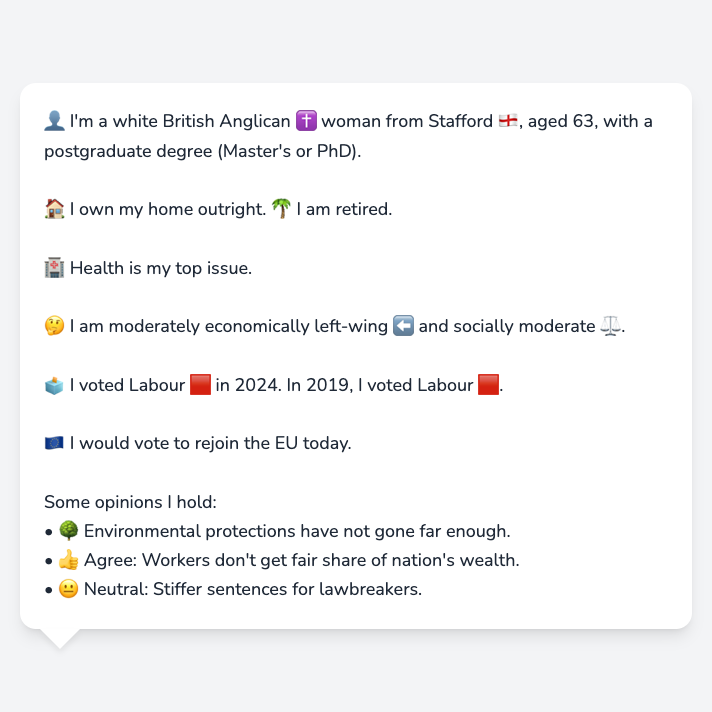 👤 I'm a white British Anglican ✝️ woman from Stafford 🏴󠁧󠁢󠁥󠁮󠁧󠁿, aged 63, with a
postgraduate degree (Master's or PhD).
🏠 I own my home outright. 🌴 I am retired.
🏥 Health is my top issue.
🤔 I am moderately economically left-wing ⬅️ and socially moderate ⚖️.
🗳️ I voted Labour 🟥 in 2024. In 2019, I voted Labour 🟥.
🇪🇺 I would vote to rejoin the EU today.
Some opinions I hold:
• 🌳 Environmental protections have not gone far enough.
• 👍 Agree: Workers don't get fair share of nation's wealth.
• 😐 Neutral: Stiffer sentences for lawbreakers.